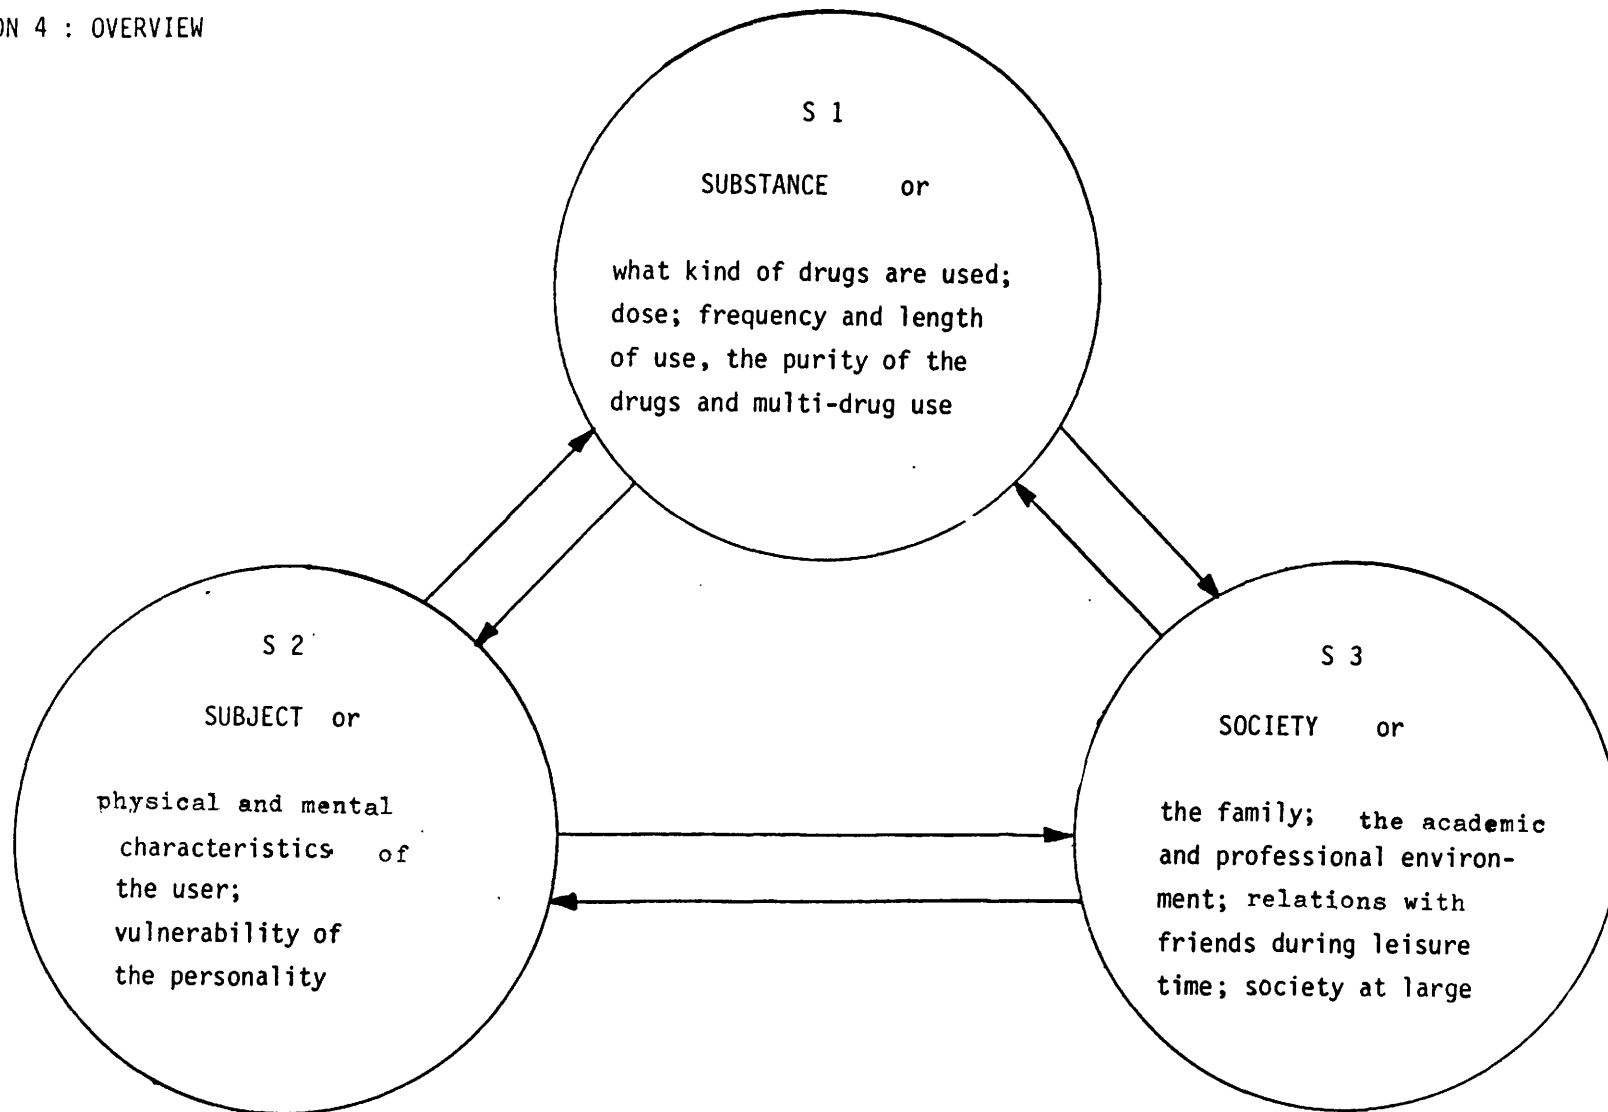 ON 4 : OVERVIEW
S 1
SUBSTANCE or
what kind of drugs are used;
dose; frequency and length
of use, the purity of the
drugs and multi-drug use
S 2
SUBJECT or
physical and mental
characteristics of
the user;
vulnerability of
the personality
S 3
SOCIETY or
the family; the academic
and professional environ-
ment; relations with
friends during leisure
time; society at large